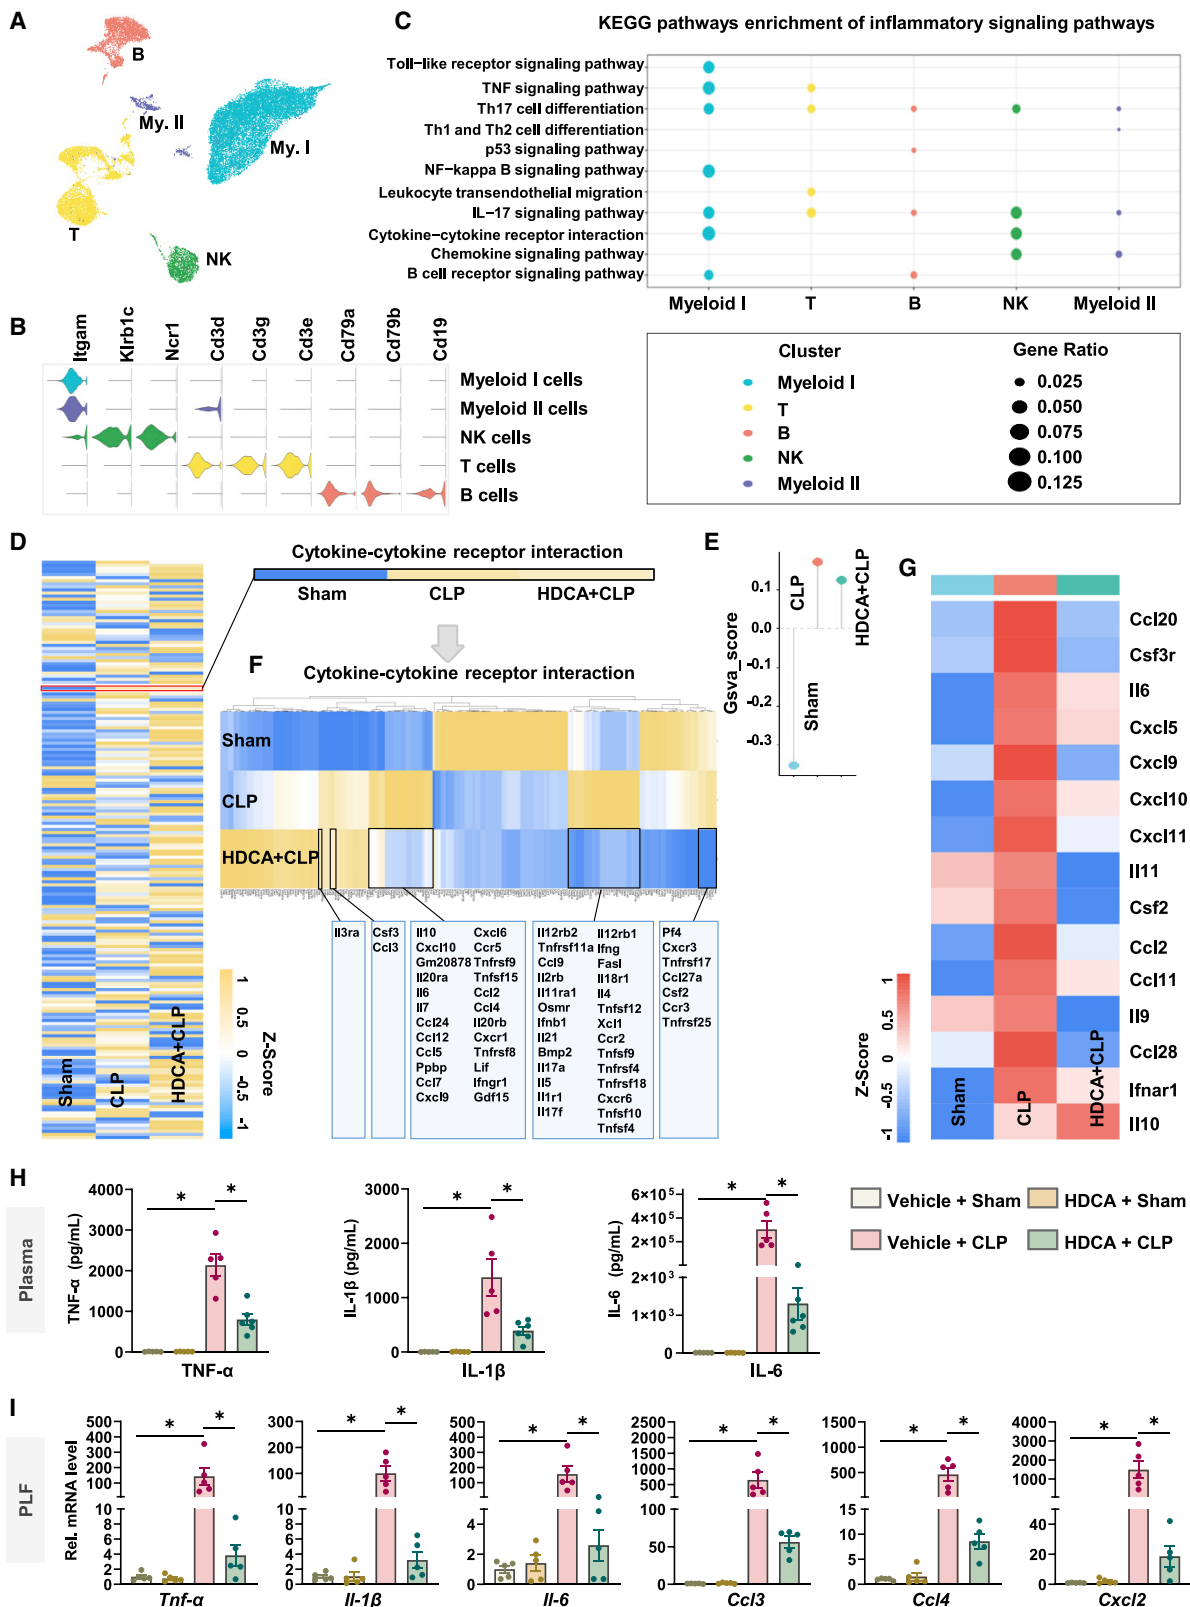 A
B
My. II
My. I
T
NK
C
KEGG pathways enrichment of inflammatory signaling pathways
Toll−like receptor signaling pathway
TNF signaling pathway
Th17 cell differentiation
Th1 and Th2 cell differentiation
p53 signaling pathway
NF−kappa B signaling pathway
Leukocyte transendothelial migration
IL−17 signaling pathway
Cytokine−cytokine receptor interaction
Chemokine signaling pathway
B cell receptor signaling pathway
Myeloid I T B NK Myeloid II
Cluster
Myeloid I
T
B
NK
Myeloid II
Gene Ratio
0.025
0.050
0.075
0.100
0.125
B
Itgam Klrb1c Ncr1 Cd3d Cd3g Cd3e Cd79a Cd79b Cd19
Myeloid I cells
Myeloid II cells
NK cells
T cells
B cells
D
Cytokine-cytokine receptor interaction
Sham CLP HDCA+CLP
Sham CLP HDCA+CLP
1 0.5 0 -0.5 -1
Z-Score
E
Gsva_score
0.1
0.0
-0.1
-0.2
-0.3
Sham
CLP
HDCA+CLP
F
Cytokine-cytokine receptor interaction
Sham
CLP
HDCA+CLP
Il3ra
Csf3
Ccl3
Il10
Cxcl10
Gm20878
Il20ra
Il6
Il7
Ccl24
Ccl12
Ccl5
Ppbp
Ccl7
Cxcl9
Cxcl6
Ccr5
Tnfrsf9
Tnfsf15
Ccl2
Ccl4
Il20rb
Cxcr1
Tnfrsf8
Lif
Ifngr1
Gdf15
Il12rb2
Tnfrsf11a
Ccl9
Il2rb
Il11ra1
Osmr
Ifnb1
Il21
Bmp2
Il17a
Il5
Il1r1
Il17f
Il12rb1
Ifng
Fasl
Il18r1
Il4
Tnfsf12
Xcl1
Ccr2
Tnfsf9
Tnfrsf4
Tnfrsf18
Cxcr6
Tnfsf10
Tnfsf4
Pf4
Cxcr3
Tnfrsf17
Ccl27a
Csf2
Ccr3
Tnfrsf25
G
Ccl20
Csf3r
Il6
Cxcl5
Cxcl9
Cxcl10
Cxcl11
Il11
Csf2
Ccl2
Ccl11
Il9
Ccl28
Ifnar1
Il10
Sham CLP HDCA+CLP
Z-Score
1 0.5 0 -0.5 -1
H
Plasma
TNF-α (pg/mL)
4000
3000
2000
1000
0
* *
TNF-α
IL-1β (pg/mL)
3000
2000
1000
0
* *
IL-1β
IL-6 (pg/mL)
6×10⁵
4×10⁵
2×10⁵
2×10³
1×10³
0
* *
IL-6
Vehicle + Sham HDCA + Sham
Vehicle + CLP HDCA + CLP
I
PLF
Rel. mRNA level
500
400
300
200
100
10
8
6
4
2
0
* *
Tnf-α
300
200
100
10
8
6
4
2
0
* *
Il-1β
500
400
300
200
100
6
4
2
0
* *
Il-6
2500
2000
1500
1000
500
100
50
0
* *
Ccl3
1500
1000
500
15
10
5
0
* *
Ccl4
4000
3000
2000
1000
40
20
0
* *
Cxcl2